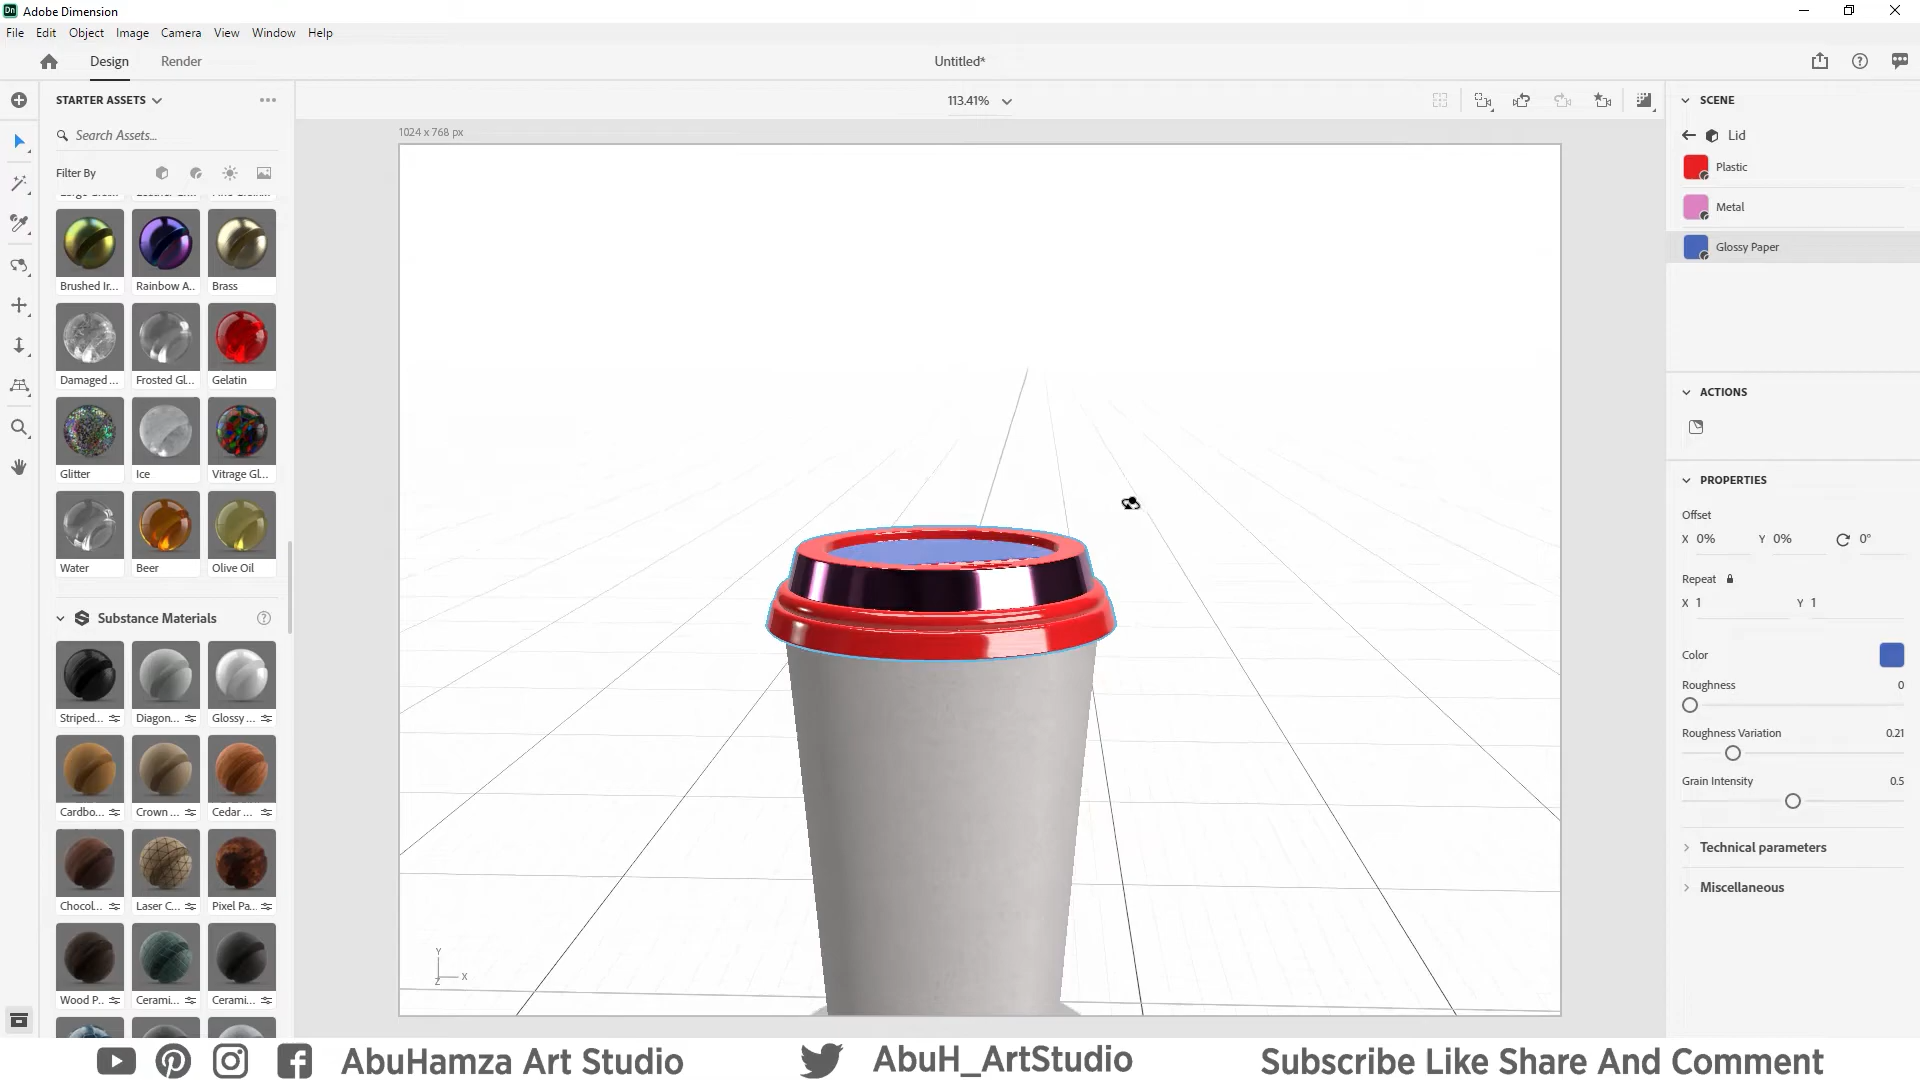 Dn Adobe Dimension
File Edit Object Image Camera View Window Help
Design Render Untitled*
STARTER ASSETS
Search Assets...
Filter By
Brushed Ir... Rainbow A.. Brass
Damaged ... Frosted Gl... Gelatin
Glitter Ice Vitrage Gl...
Water Beer Olive Oil
Substance Materials
Striped... Diagon... Glossy ...
Cardbo... Crown ... Cedar ...
Chocol... Laser C... Pixel Pa...
Wood P.. Cerami... Cerami...
113.41%
1024 x 768 px
Y
Z X
SCENE
Lid
Plastic
Metal
Glossy Paper
ACTIONS
PROPERTIES
Offset
X 0% Y 0% 0°
Repeat
X 1 Y 1
Color
Roughness 0
Roughness Variation 0.21
Grain Intensity 0.5
Technical parameters
Miscellaneous
AbuHamza Art Studio AbuH_ArtStudio Subscribe Like Share And Comment